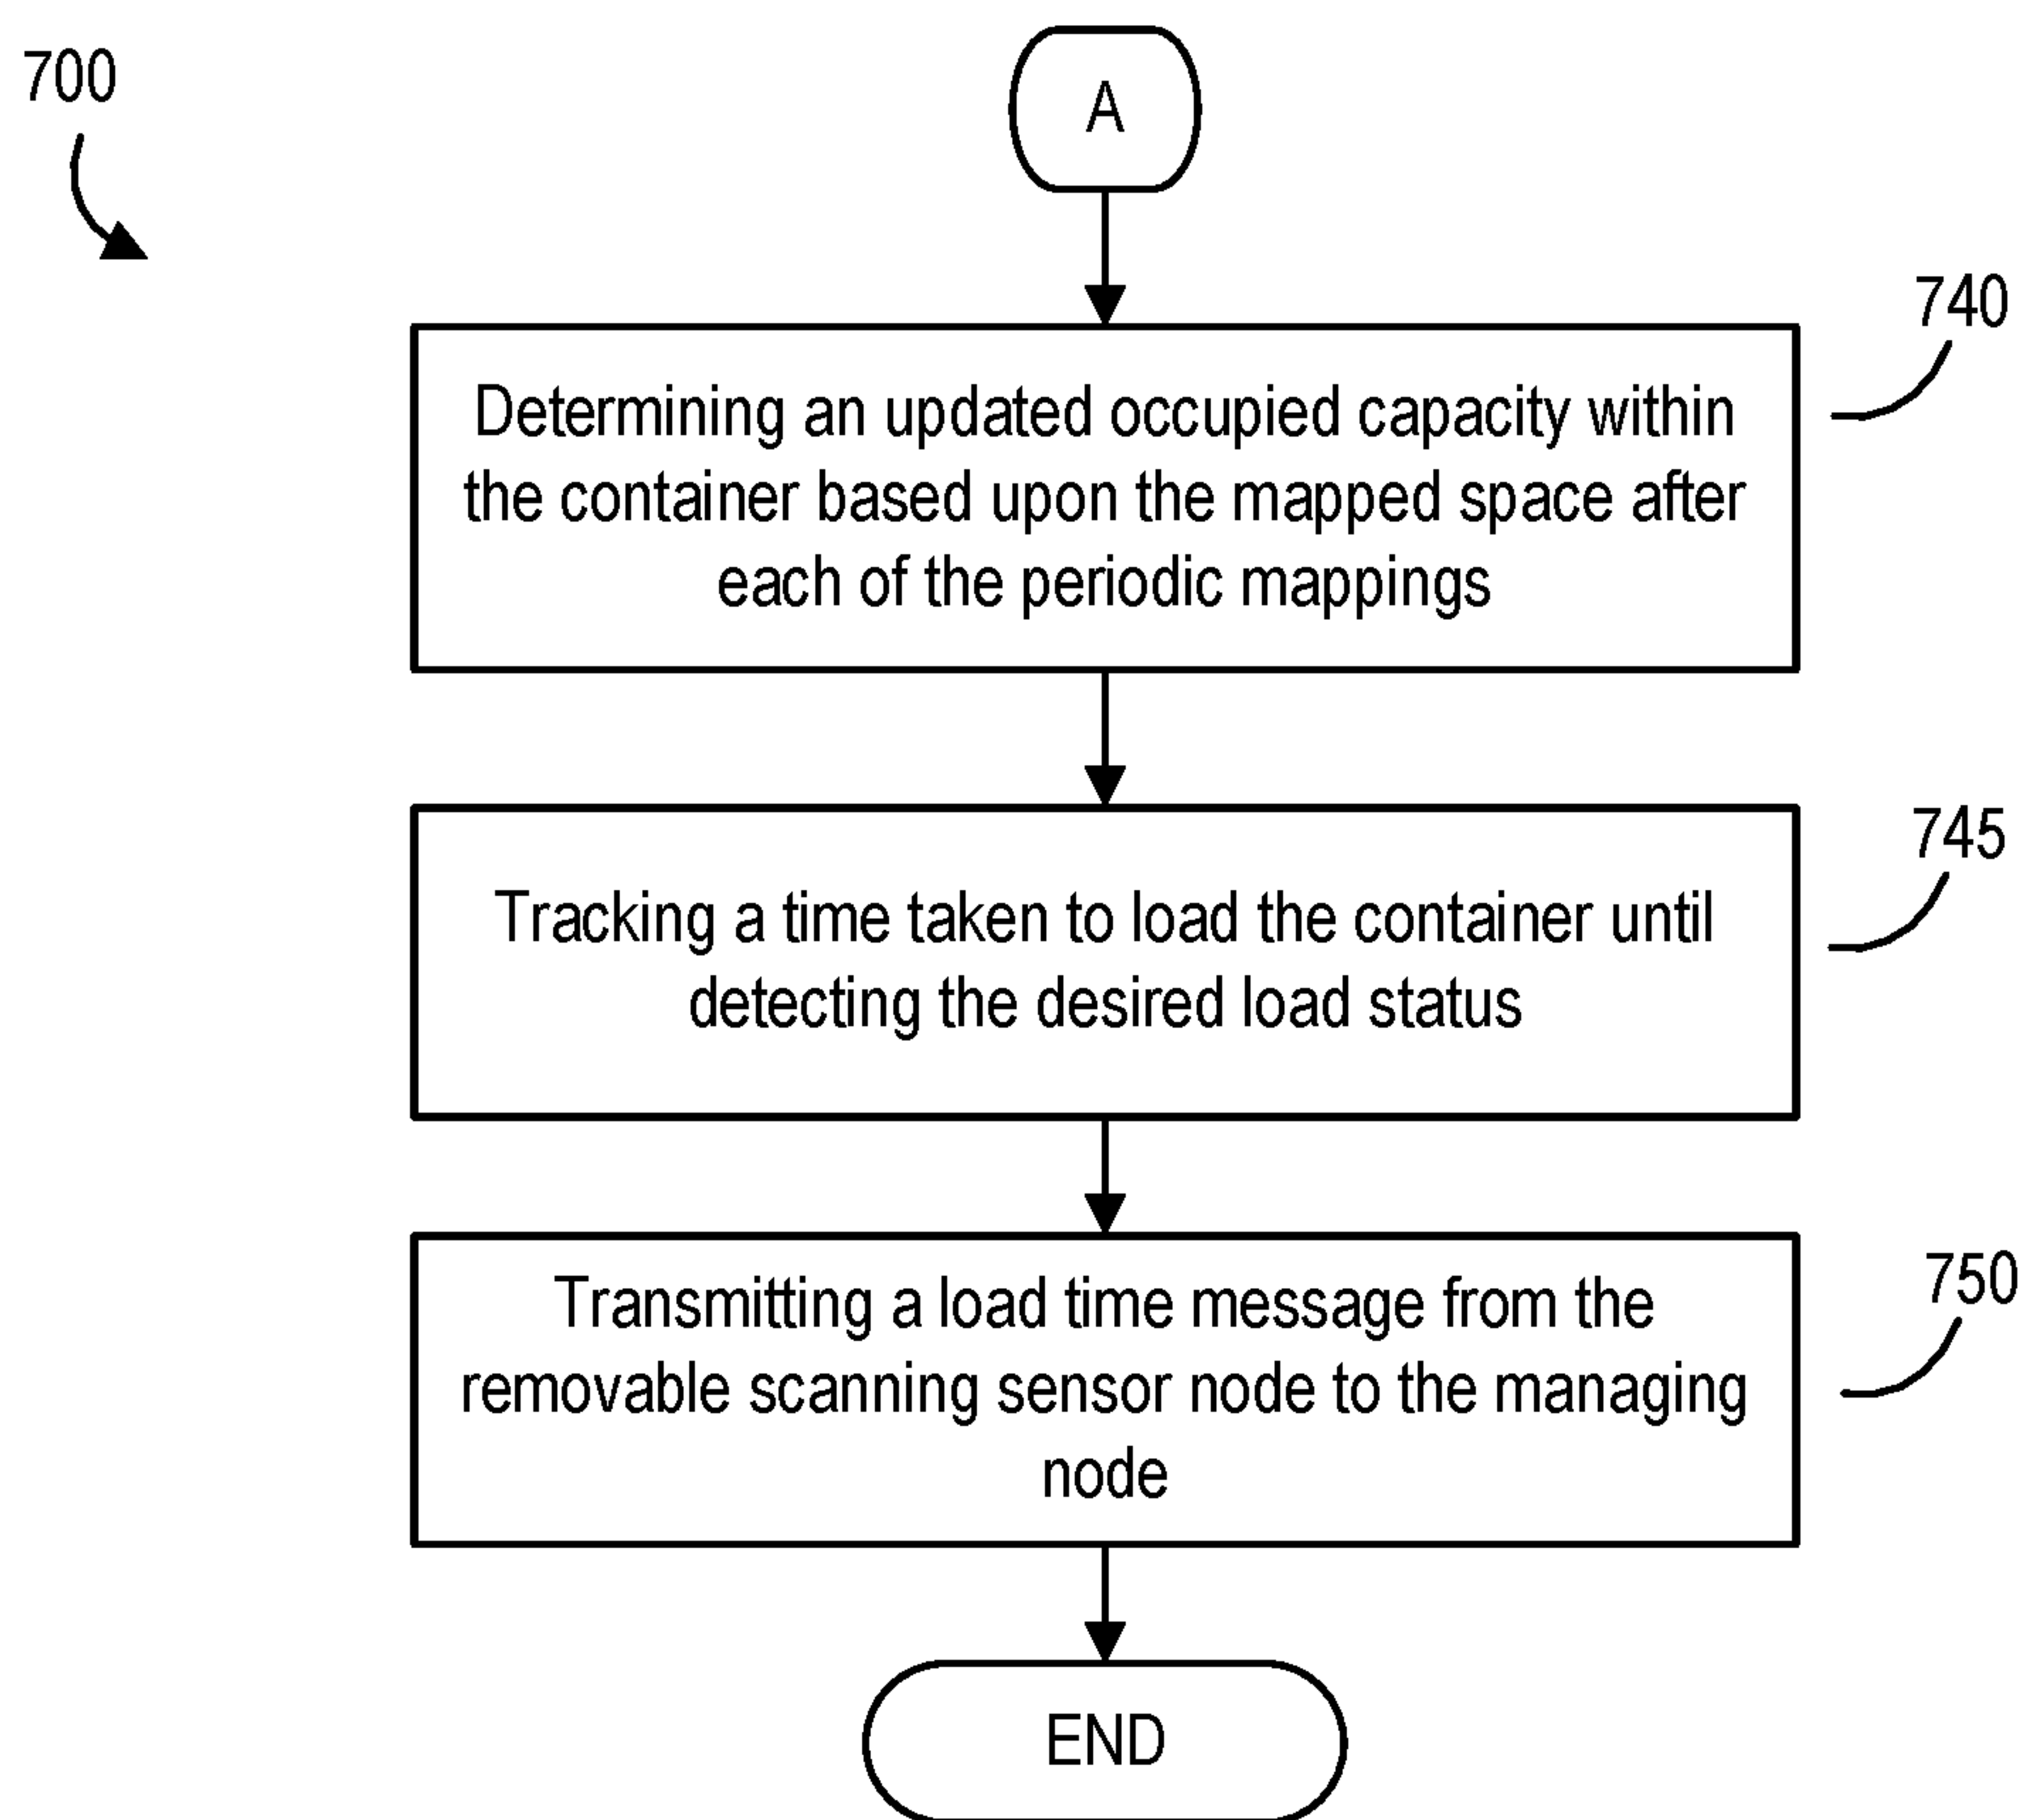 700
A
740
Determining an updated occupied capacity within
the container based upon the mapped space after
each of the periodic mappings
745
Tracking a time taken to load the container until
detecting the desired load status
750
Transmitting a load time message from the
removable scanning sensor node to the managing
node
END